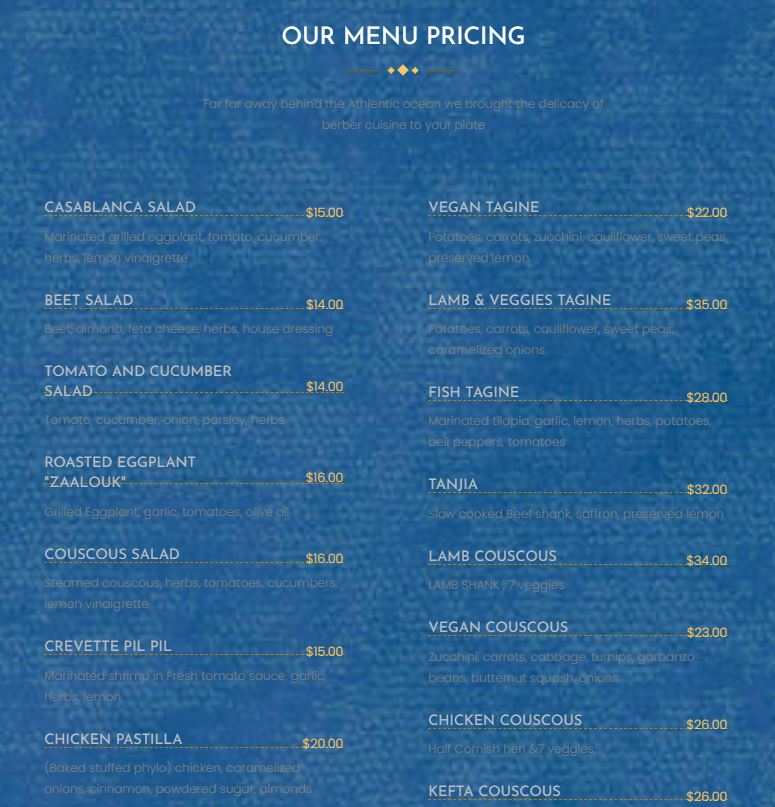 OUR MENU PRICING
Far far away behind the Athlentic ocean we brought the delicacy of
berber cuisine to your plate
CASABLANCA SALAD $15.00
Marinated grilled eggplant, tomato, cucumber,
herbs, lemon vinaigrette
BEET SALAD $14.00
Beet, almond, feta cheese, herbs, house dressing
TOMATO AND CUCUMBER
SALAD $14.00
Tomato, cucumber, onion, parsley, herbs
ROASTED EGGPLANT
"ZAALOUK" $16.00
Grilled Eggplant, garlic, tomatoes, olive oil
COUSCOUS SALAD $16.00
Steamed couscous, herbs, tomatoes, cucumbers,
lemon vinaigrette
CREVETTE PIL PIL $15.00
Marinated shrimp in Fresh tomato sauce, garlic,
herbs, lemon
CHICKEN PASTILLA $20.00
(Baked stuffed phylo) chicken, caramelized
onions, cinnamon, powdered sugar, almonds
VEGAN TAGINE $22.00
Potatoes, carrots, zucchini, cauliflower, sweet peas,
preserved lemon.
LAMB & VEGGIES TAGINE $35.00
Potatoes, carrots, cauliflower, sweet peas,
caramelized onions
FISH TAGINE $28.00
Marinated tilapia, garlic, lemon, herbs, potatoes,
bell peppers, tomatoes
TANJIA $32.00
Slow cooked Beef shank, saffron, preserved lemon
LAMB COUSCOUS $34.00
LAMB SHANK , 7 veggies
VEGAN COUSCOUS $23.00
Zucchini, carrots, cabbage, turnips, garbanzo
beans, butternut squash, onions
CHICKEN COUSCOUS $26.00
Half Cornish hen &7 veggies.
KEFTA COUSCOUS $26.00